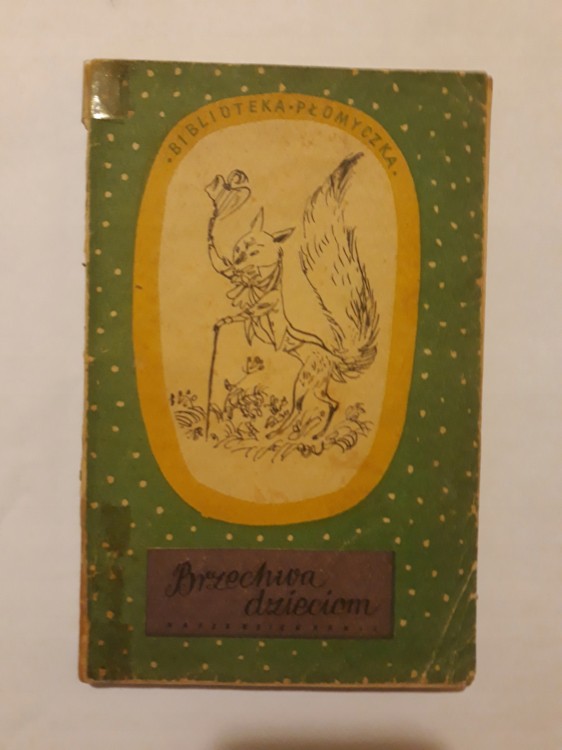 • BIBLIOTEKA • PŁOMYCZKA •
Brzechwa
dzieciom